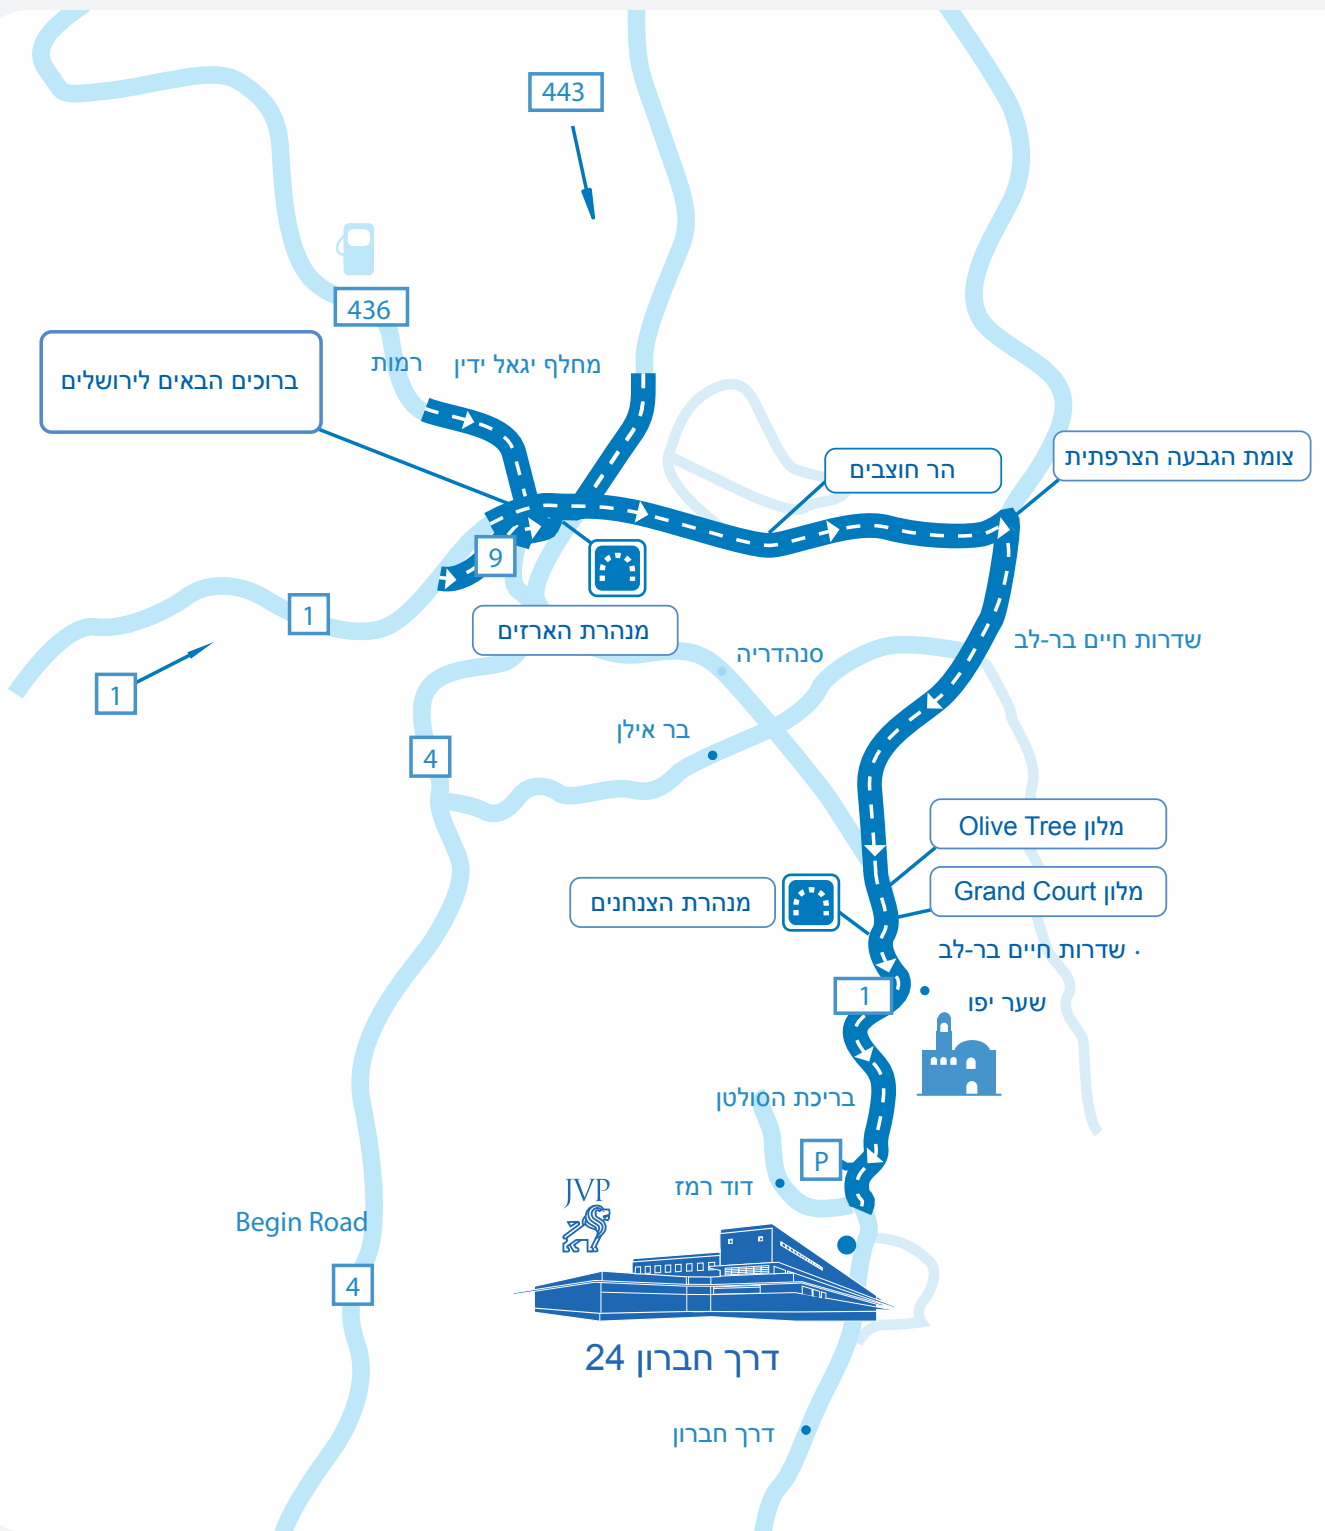 443
436
רמות
מחלף יגאל ידין
ברוכים הבאים לירושלים
צומת הגבעה הצרפתית
הר חוצבים
9
1
מנהרת הארזים
שדרות חיים בר-לב
סנהדריה
1
בר אילן
4
מלון Olive Tree
מלון Grand Court
מנהרת הצנחנים
שדרות חיים בר-לב
1
שער יפו
בריכת הסולטן
P
דוד רמז
JVP
Begin Road
4
דרך חברון 24
דרך חברון